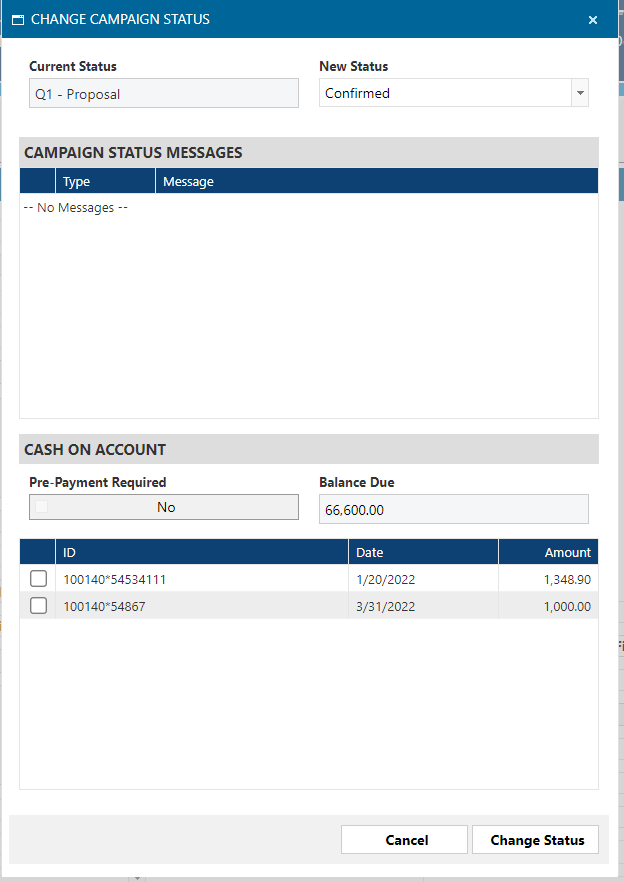 CHANGE CAMPAIGN STATUS
Current Status New Status
Q1 - Proposal Confirmed
CAMPAIGN STATUS MESSAGES
Type Message
-- No Messages --
CASH ON ACCOUNT
Pre-Payment Required Balance Due
No 66,600.00
ID Date Amount
100140*54534111 1/20/2022 1,348.90
100140*54867 3/31/2022 1,000.00
Cancel Change Status